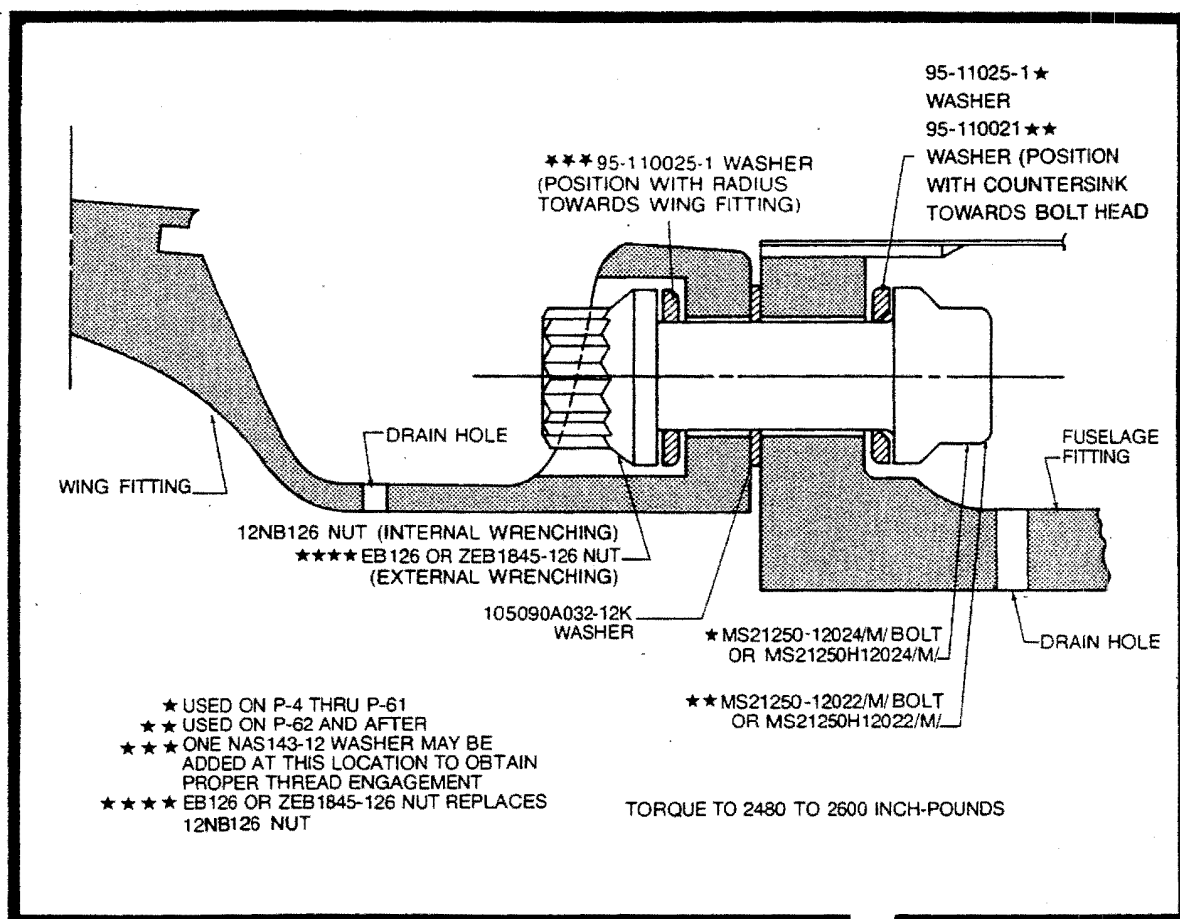 95-11025-1★
WASHER
95-110021★★
WASHER (POSITION
WITH COUNTERSINK
TOWARDS BOLT HEAD
★★★95-110025-1 WASHER
(POSITION WITH RADIUS
TOWARDS WING FITTING)
DRAIN HOLE
WING FITTING
FUSELAGE
FITTING
12NB126 NUT (INTERNAL WRENCHING)
★★★★EB126 OR ZEB1845-126 NUT
(EXTERNAL WRENCHING)
105090A032-12K
WASHER
★MS21250-12024/M/BOLT
OR MS21250H12024/M/
DRAIN HOLE
★★MS21250-12022/M/BOLT
OR MS21250H12022/M/
★ USED ON P-4 THRU P-61
★★ USED ON P-62 AND AFTER
★★★ ONE NAS143-12 WASHER MAY BE
ADDED AT THIS LOCATION TO OBTAIN
PROPER THREAD ENGAGEMENT
★★★★ EB126 OR ZEB1845-126 NUT REPLACES
12NB126 NUT
TORQUE TO 2480 TO 2600 INCH-POUNDS